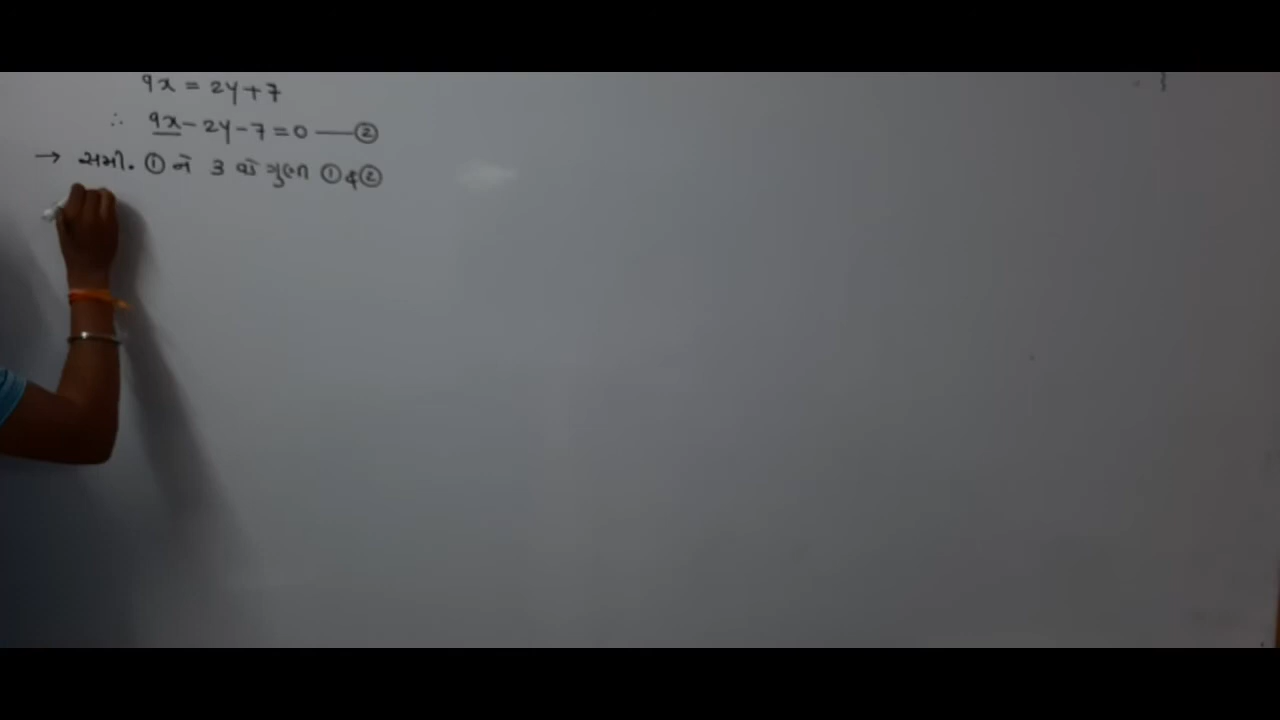 9x = 2y + 7
∴ 9x - 2y - 7 = 0 —— ②
→ સમી. ① ને 3 વડે ગુણતા ① & ②